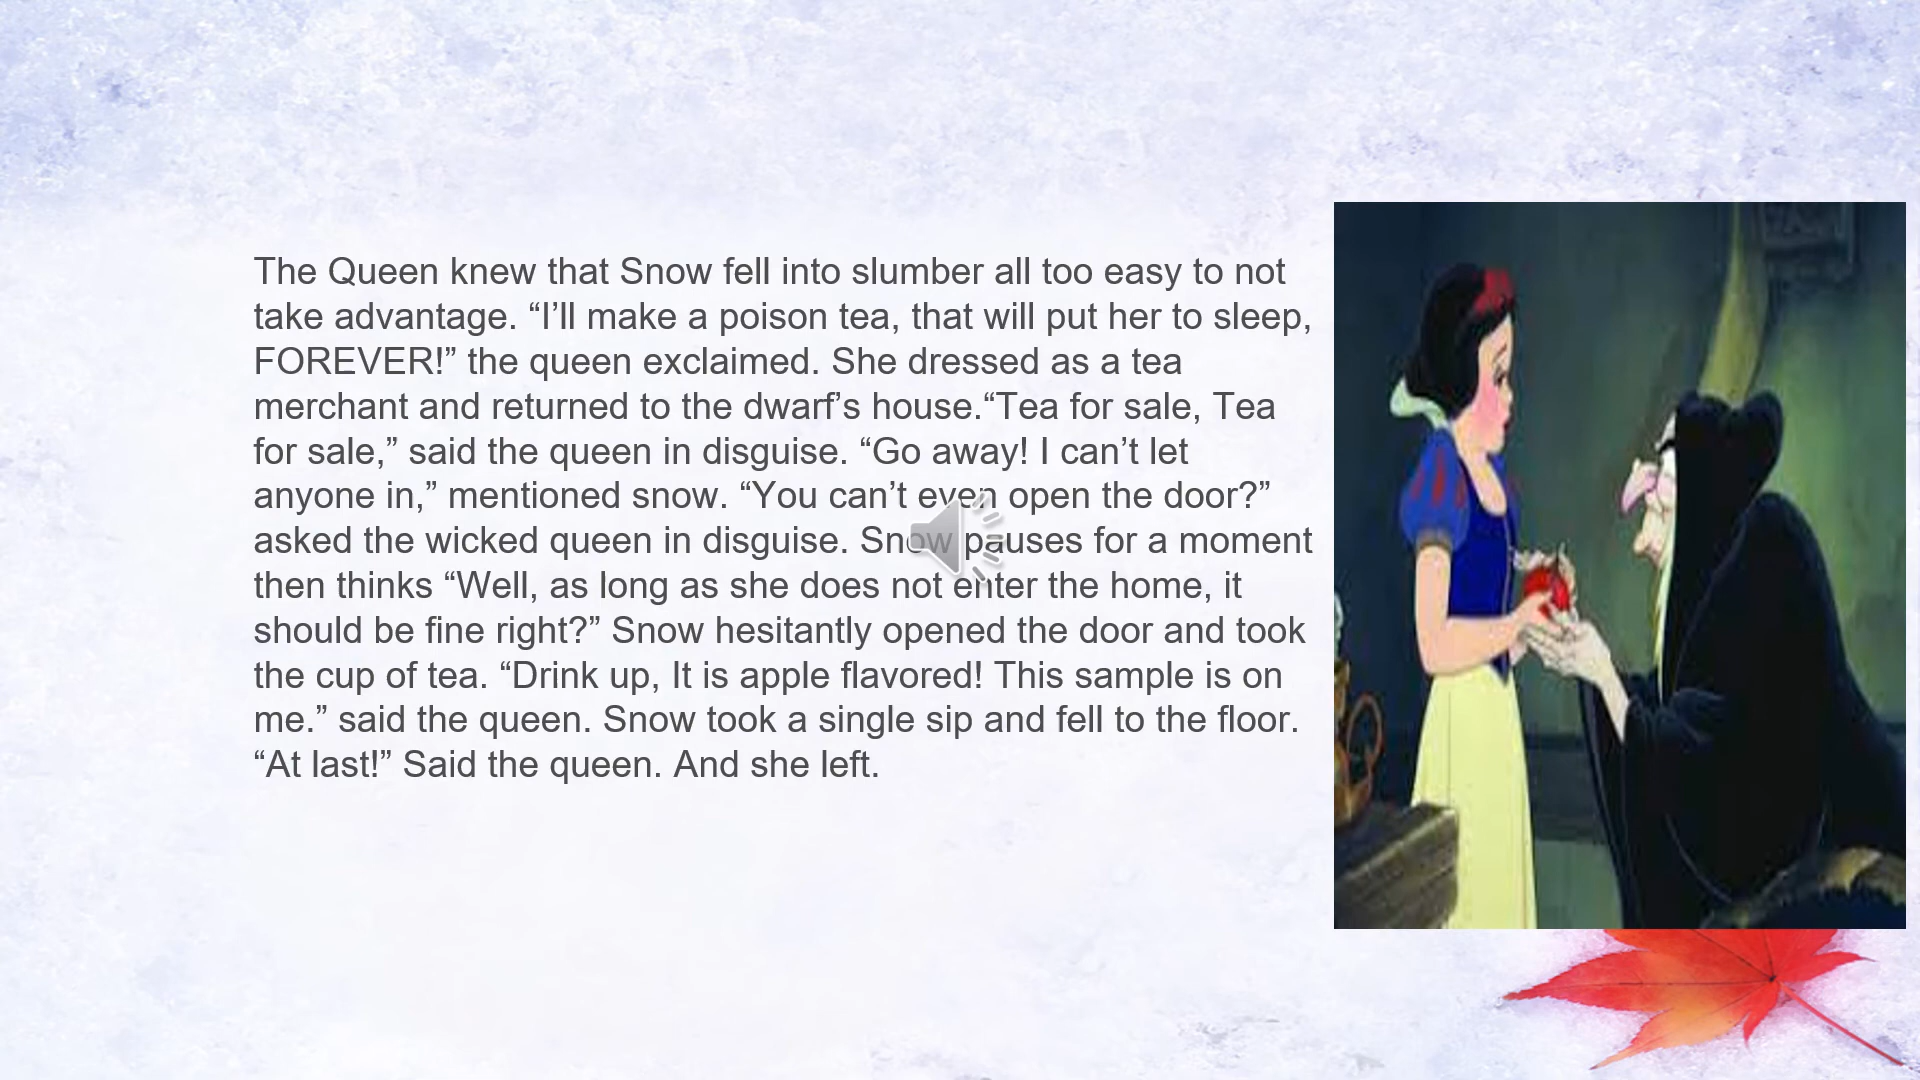 The Queen knew that Snow fell into slumber all too easy to not
take advantage. “I’ll make a poison tea, that will put her to sleep,
FOREVER!” the queen exclaimed. She dressed as a tea
merchant and returned to the dwarf’s house.“Tea for sale, Tea
for sale,” said the queen in disguise. “Go away! I can’t let
anyone in,” mentioned snow. “You can’t even open the door?”
asked the wicked queen in disguise. Snow pauses for a moment
then thinks “Well, as long as she does not enter the home, it
should be fine right?” Snow hesitantly opened the door and took
the cup of tea. “Drink up, It is apple flavored! This sample is on
me.” said the queen. Snow took a single sip and fell to the floor.
“At last!” Said the queen. And she left.